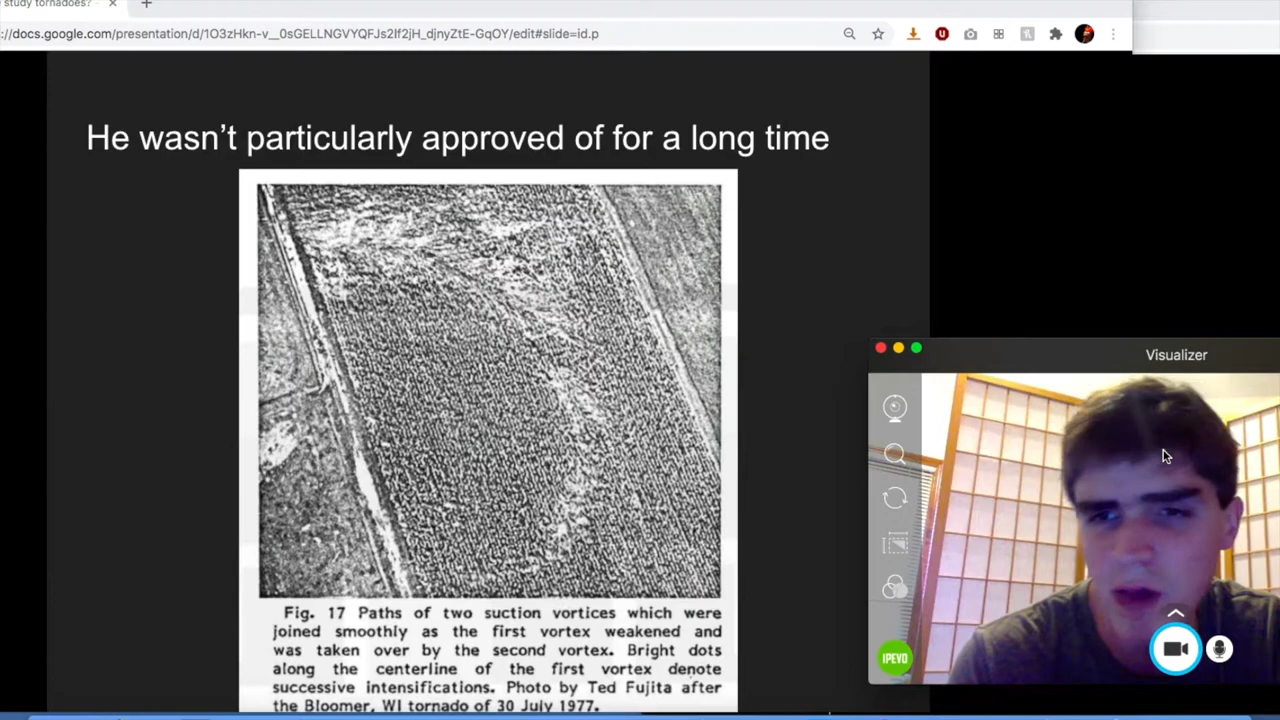 study tornadoes?
://docs.google.com/presentation/d/1O3zHkn-v__0sGELLNGVYQFJs2If2jH_djnyZtE-GqOY/edit#slide=id.p
He wasn't particularly approved of for a long time
Fig. 17 Paths of two suction vortices which were
joined smoothly as the first vortex weakened and
was taken over by the second vortex. Bright dots
along the centerline of the first vortex denote
successive intensifications. Photo by Ted Fujita after
the Bloomer, WI tornado of 30 July 1977.
Visualizer
IPEVO